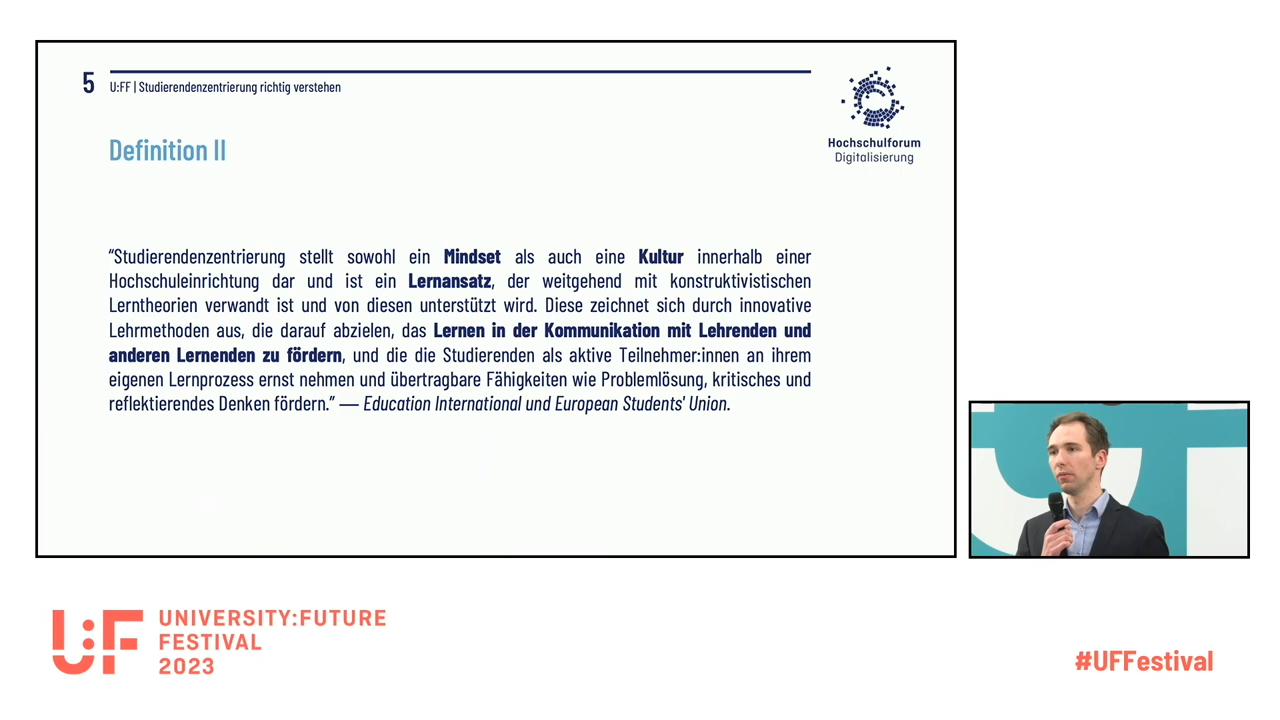 5
U:FF | Studierendenzentrierung richtig verstehen
Hochschulforum
Digitalisierung
Definition II
“Studierendenzentrierung stellt sowohl ein Mindset als auch eine Kultur innerhalb einer
Hochschuleinrichtung dar und ist ein Lernansatz, der weitgehend mit konstruktivistischen
Lerntheorien verwandt ist und von diesen unterstützt wird. Diese zeichnet sich durch innovative
Lehrmethoden aus, die darauf abzielen, das Lernen in der Kommunikation mit Lehrenden und
anderen Lernenden zu fördern, und die die Studierenden als aktive Teilnehmer:innen an ihrem
eigenen Lernprozess ernst nehmen und übertragbare Fähigkeiten wie Problemlösung, kritisches und
reflektierendes Denken fördern.” — Education International und European Students' Union.
U:F
UNIVERSITY:FUTURE
FESTIVAL
2023
#UFFestival